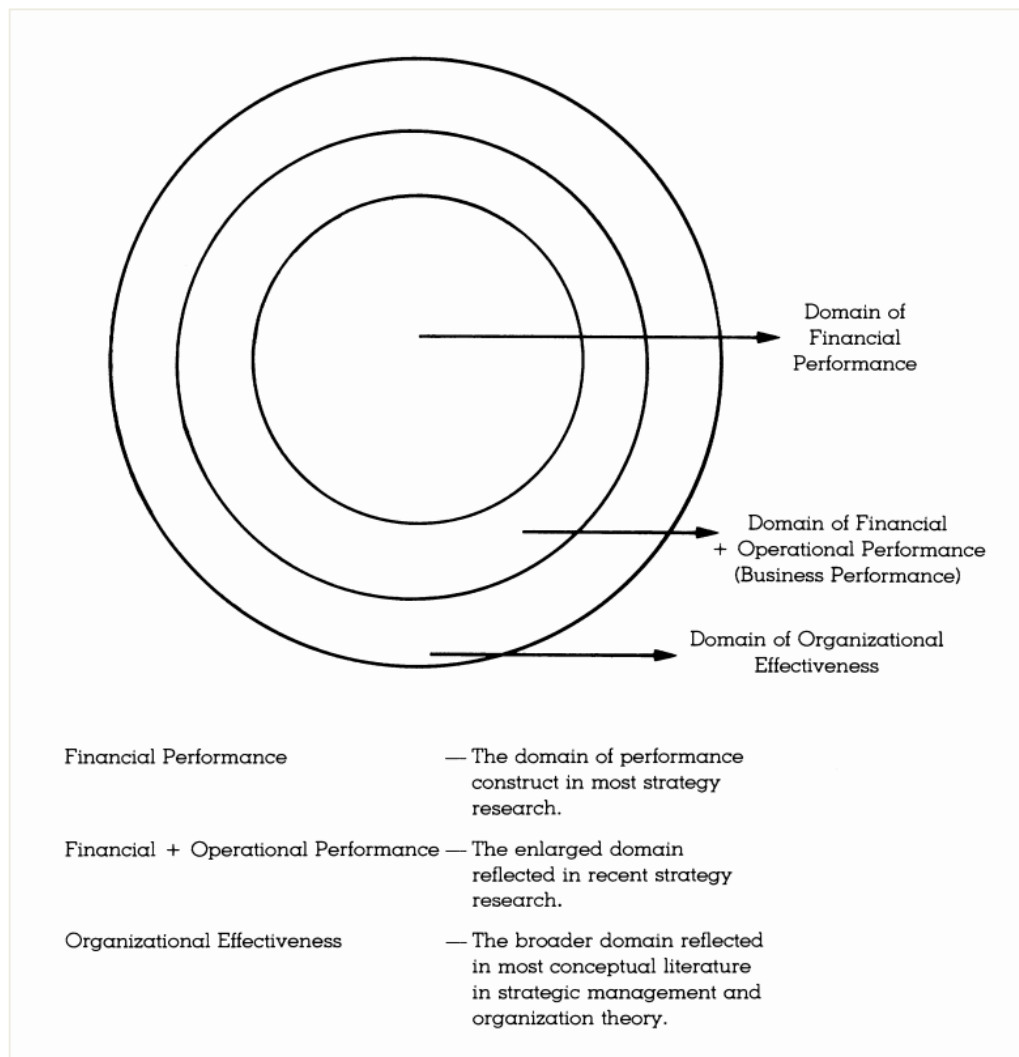 Domain of
Financial
Performance
Domain of Financial
+ Operational Performance
(Business Performance)
Domain of Organizational
Effectiveness
Financial Performance — The domain of performance
construct in most strategy
research.
Financial + Operational Performance — The enlarged domain
reflected in recent strategy
research.
Organizational Effectiveness — The broader domain reflected
in most conceptual literature
in strategic management and
organization theory.